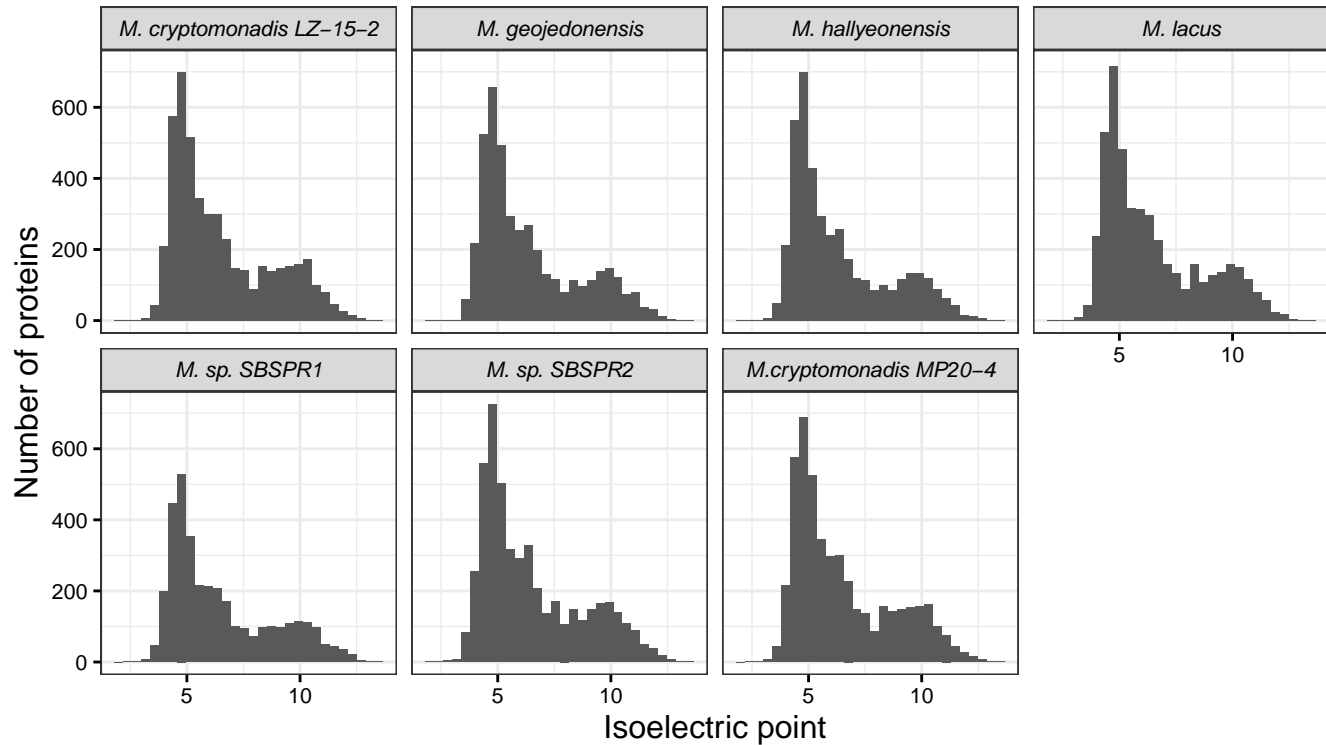 M. cryptomonadis LZ−15−2
M. geojedonensis
M. hallyeonensis
M. lacus
600
400
200
0
5
10
M. sp. SBSPR1
M. sp. SBSPR2
M.cryptomonadis MP20−4
600
400
200
0
5
10
5
10
5
10
Number of proteins
Isoelectric point